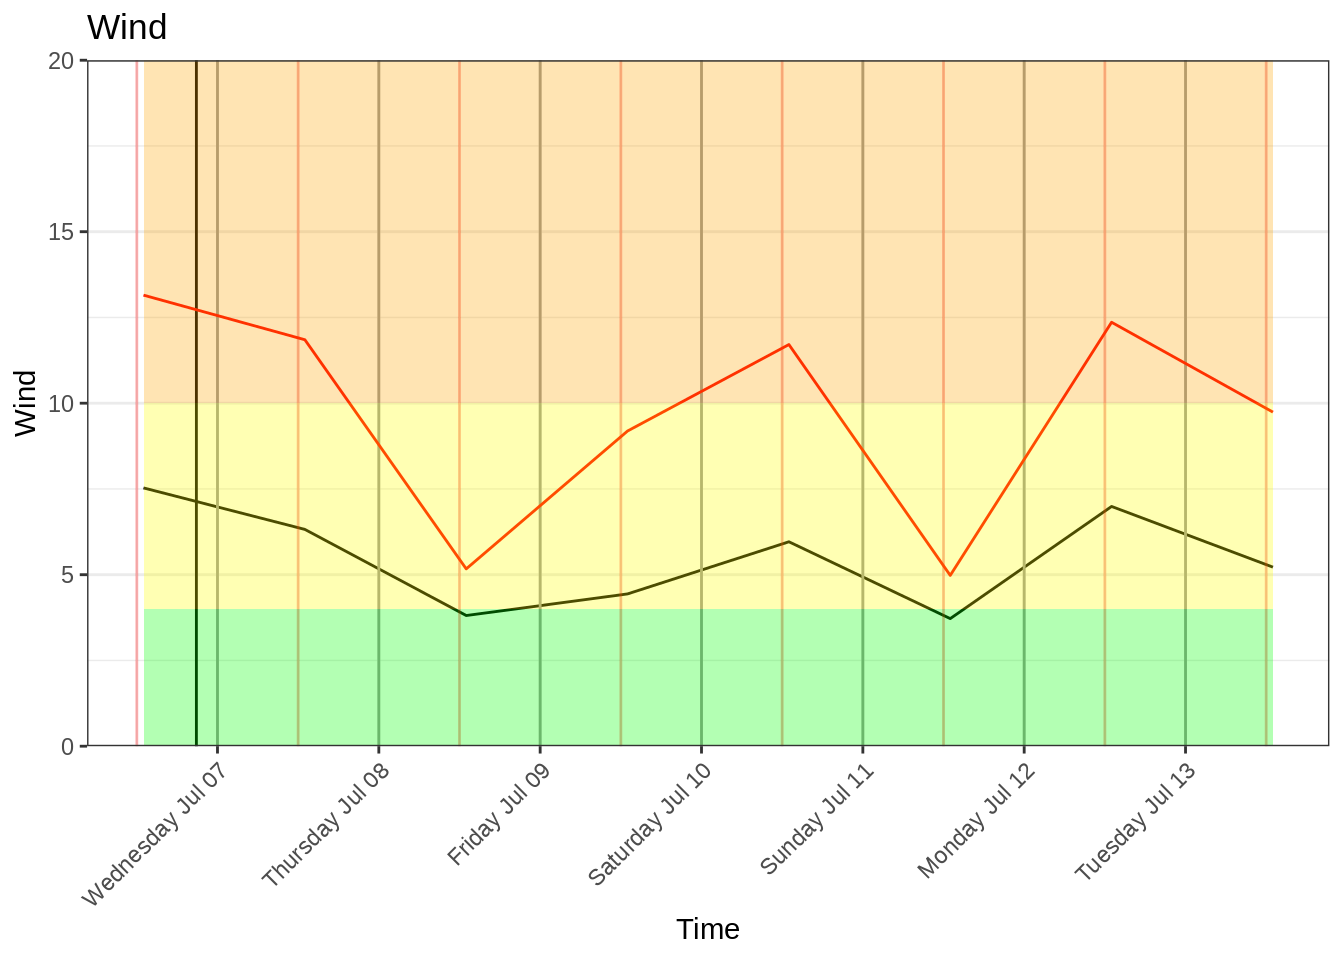 Wind
20
15
10
5
0
Wind
Wednesday Jul 07
Thursday Jul 08
Friday Jul 09
Saturday Jul 10
Sunday Jul 11
Monday Jul 12
Tuesday Jul 13
Time